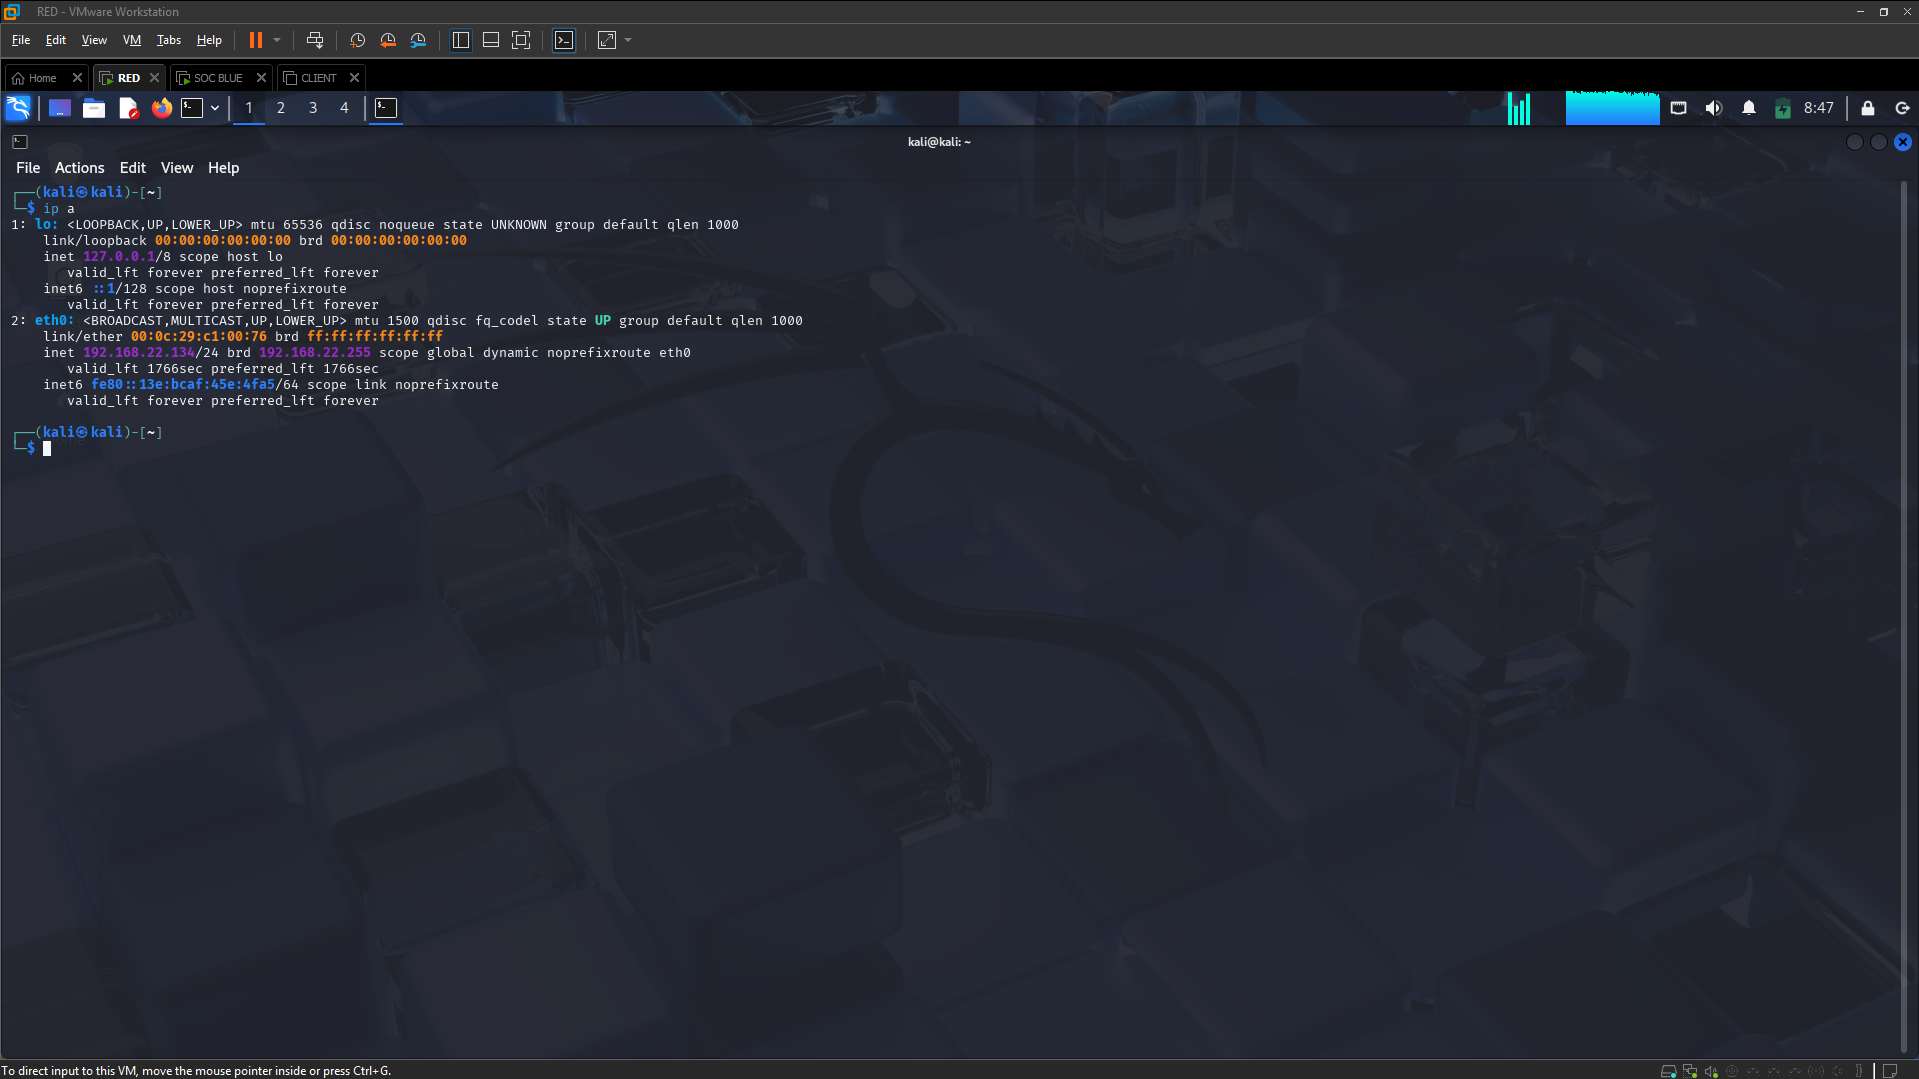 RED - VMware Workstation
File Edit View VM Tabs Help
Home RED SOC BLUE CLIENT
1 2 3 4 8:47
kali@kali: ~
File Actions Edit View Help
┌──(kali㉿kali)-[~]
└─$ ip a
1: lo: <LOOPBACK,UP,LOWER_UP> mtu 65536 qdisc noqueue state UNKNOWN group default qlen 1000
    link/loopback 00:00:00:00:00:00 brd 00:00:00:00:00:00
    inet 127.0.0.1/8 scope host lo
       valid_lft forever preferred_lft forever
    inet6 ::1/128 scope host noprefixroute
       valid_lft forever preferred_lft forever
2: eth0: <BROADCAST,MULTICAST,UP,LOWER_UP> mtu 1500 qdisc fq_codel state UP group default qlen 1000
    link/ether 00:0c:29:c1:00:76 brd ff:ff:ff:ff:ff:ff
    inet 192.168.22.134/24 brd 192.168.22.255 scope global dynamic noprefixroute eth0
       valid_lft 1766sec preferred_lft 1766sec
    inet6 fe80::13e:bcaf:45e:4fa5/64 scope link noprefixroute
       valid_lft forever preferred_lft forever
┌──(kali㉿kali)-[~]
└─$
To direct input to this VM, move the mouse pointer inside or press Ctrl+G.